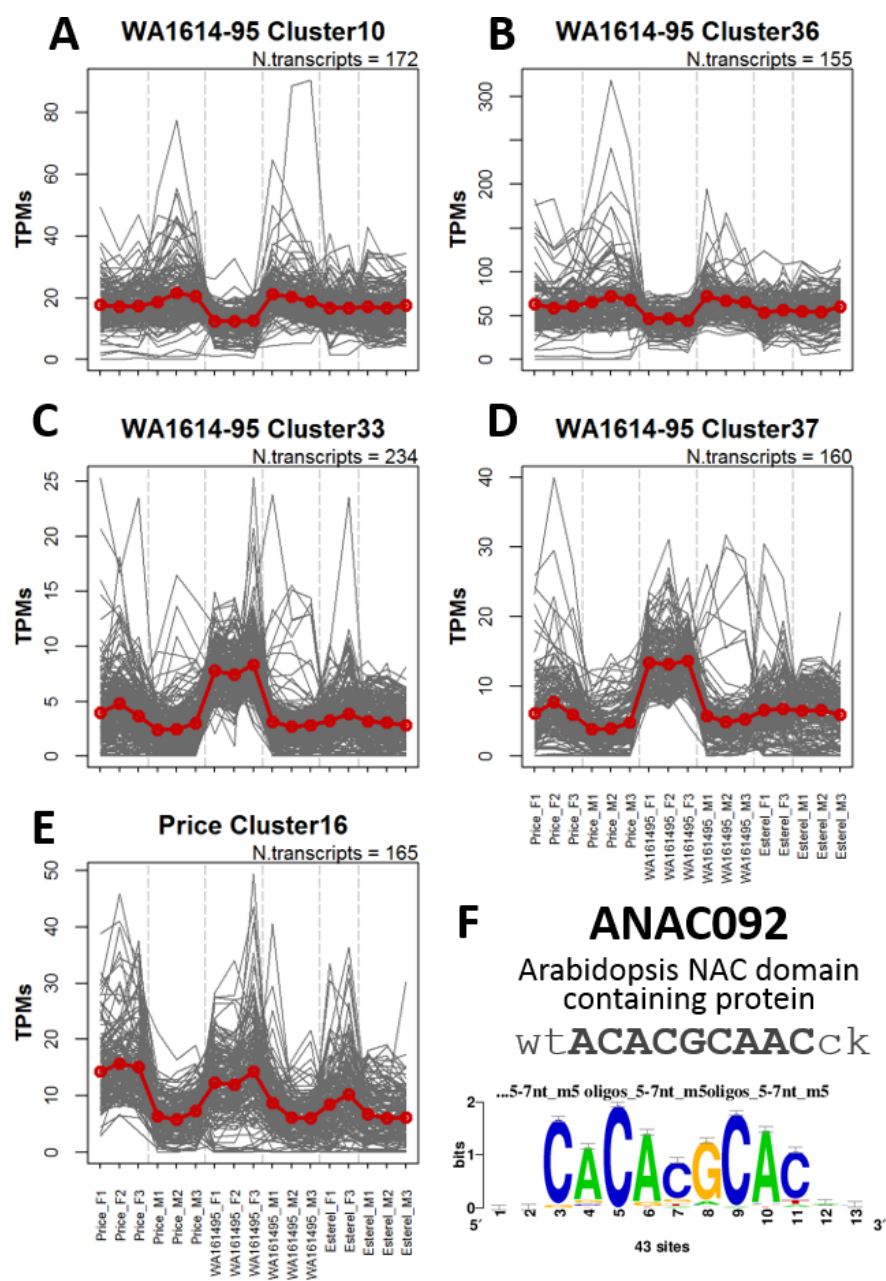 A
WA1614-95 Cluster10
N.transcripts = 172
TPMs
80
60
40
20
0
B
WA1614-95 Cluster36
N.transcripts = 155
TPMs
300
200
100
50
0
C
WA1614-95 Cluster33
N.transcripts = 234
TPMs
25
20
15
10
5
0
D
WA1614-95 Cluster37
N.transcripts = 160
TPMs
40
30
20
10
0
Price_F1
Price_F2
Price_F3
Price_M1
Price_M2
Price_M3
WA161495_F1
WA161495_F2
WA161495_F3
WA161495_M1
WA161495_M2
WA161495_M3
Esterel_F1
Esterel_F3
Esterel_M1
Esterel_M2
Esterel_M3
E
Price Cluster16
N.transcripts = 165
TPMs
50
40
30
20
10
0
Price_F1
Price_F2
Price_F3
Price_M1
Price_M2
Price_M3
WA161495_F1
WA161495_F2
WA161495_F3
WA161495_M1
WA161495_M2
WA161495_M3
Esterel_F1
Esterel_F3
Esterel_M1
Esterel_M2
Esterel_M3
F
ANAC092
Arabidopsis NAC domain
containing protein
wtACACGCAACck
...5-7nt_m5 oligos_5-7nt_m5oligos_5-7nt_m5
2
1
0
bits
CACACGCAC
5′ 1 2 3 4 5 6 7 8 9 10 11 12 13 3′
43 sites